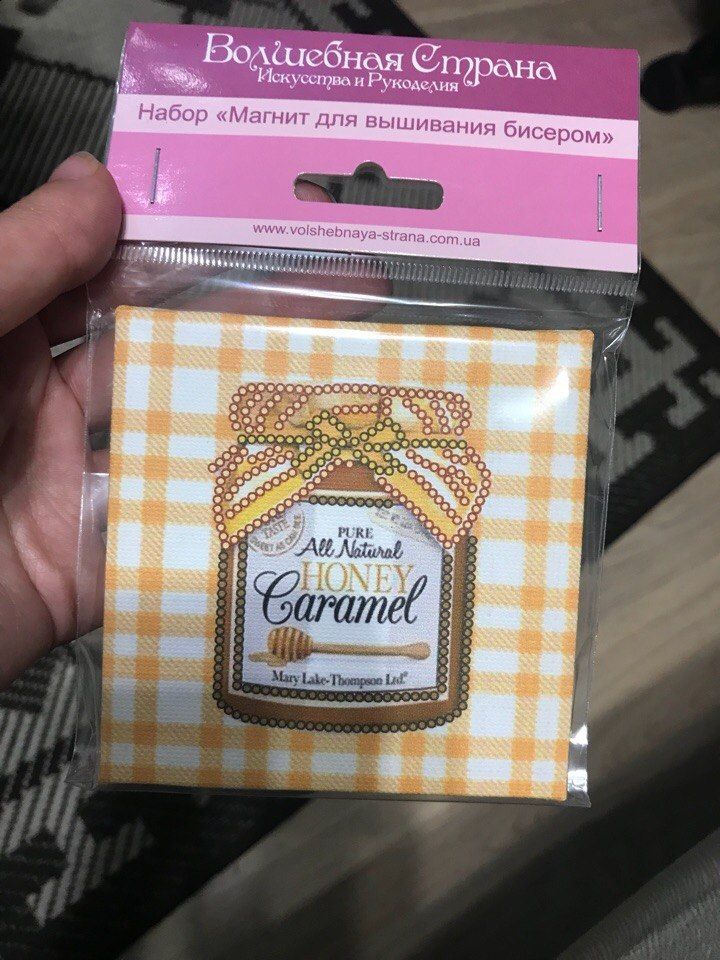 Волшебная Страна
Искусства и Рукоделия
Набор «Магнит для вышивания бисером»
www.volshebnaya-strana.com.ua
TASTE
PURE
All Natural
HONEY
Caramel
Mary Lake-Thompson Ltd®